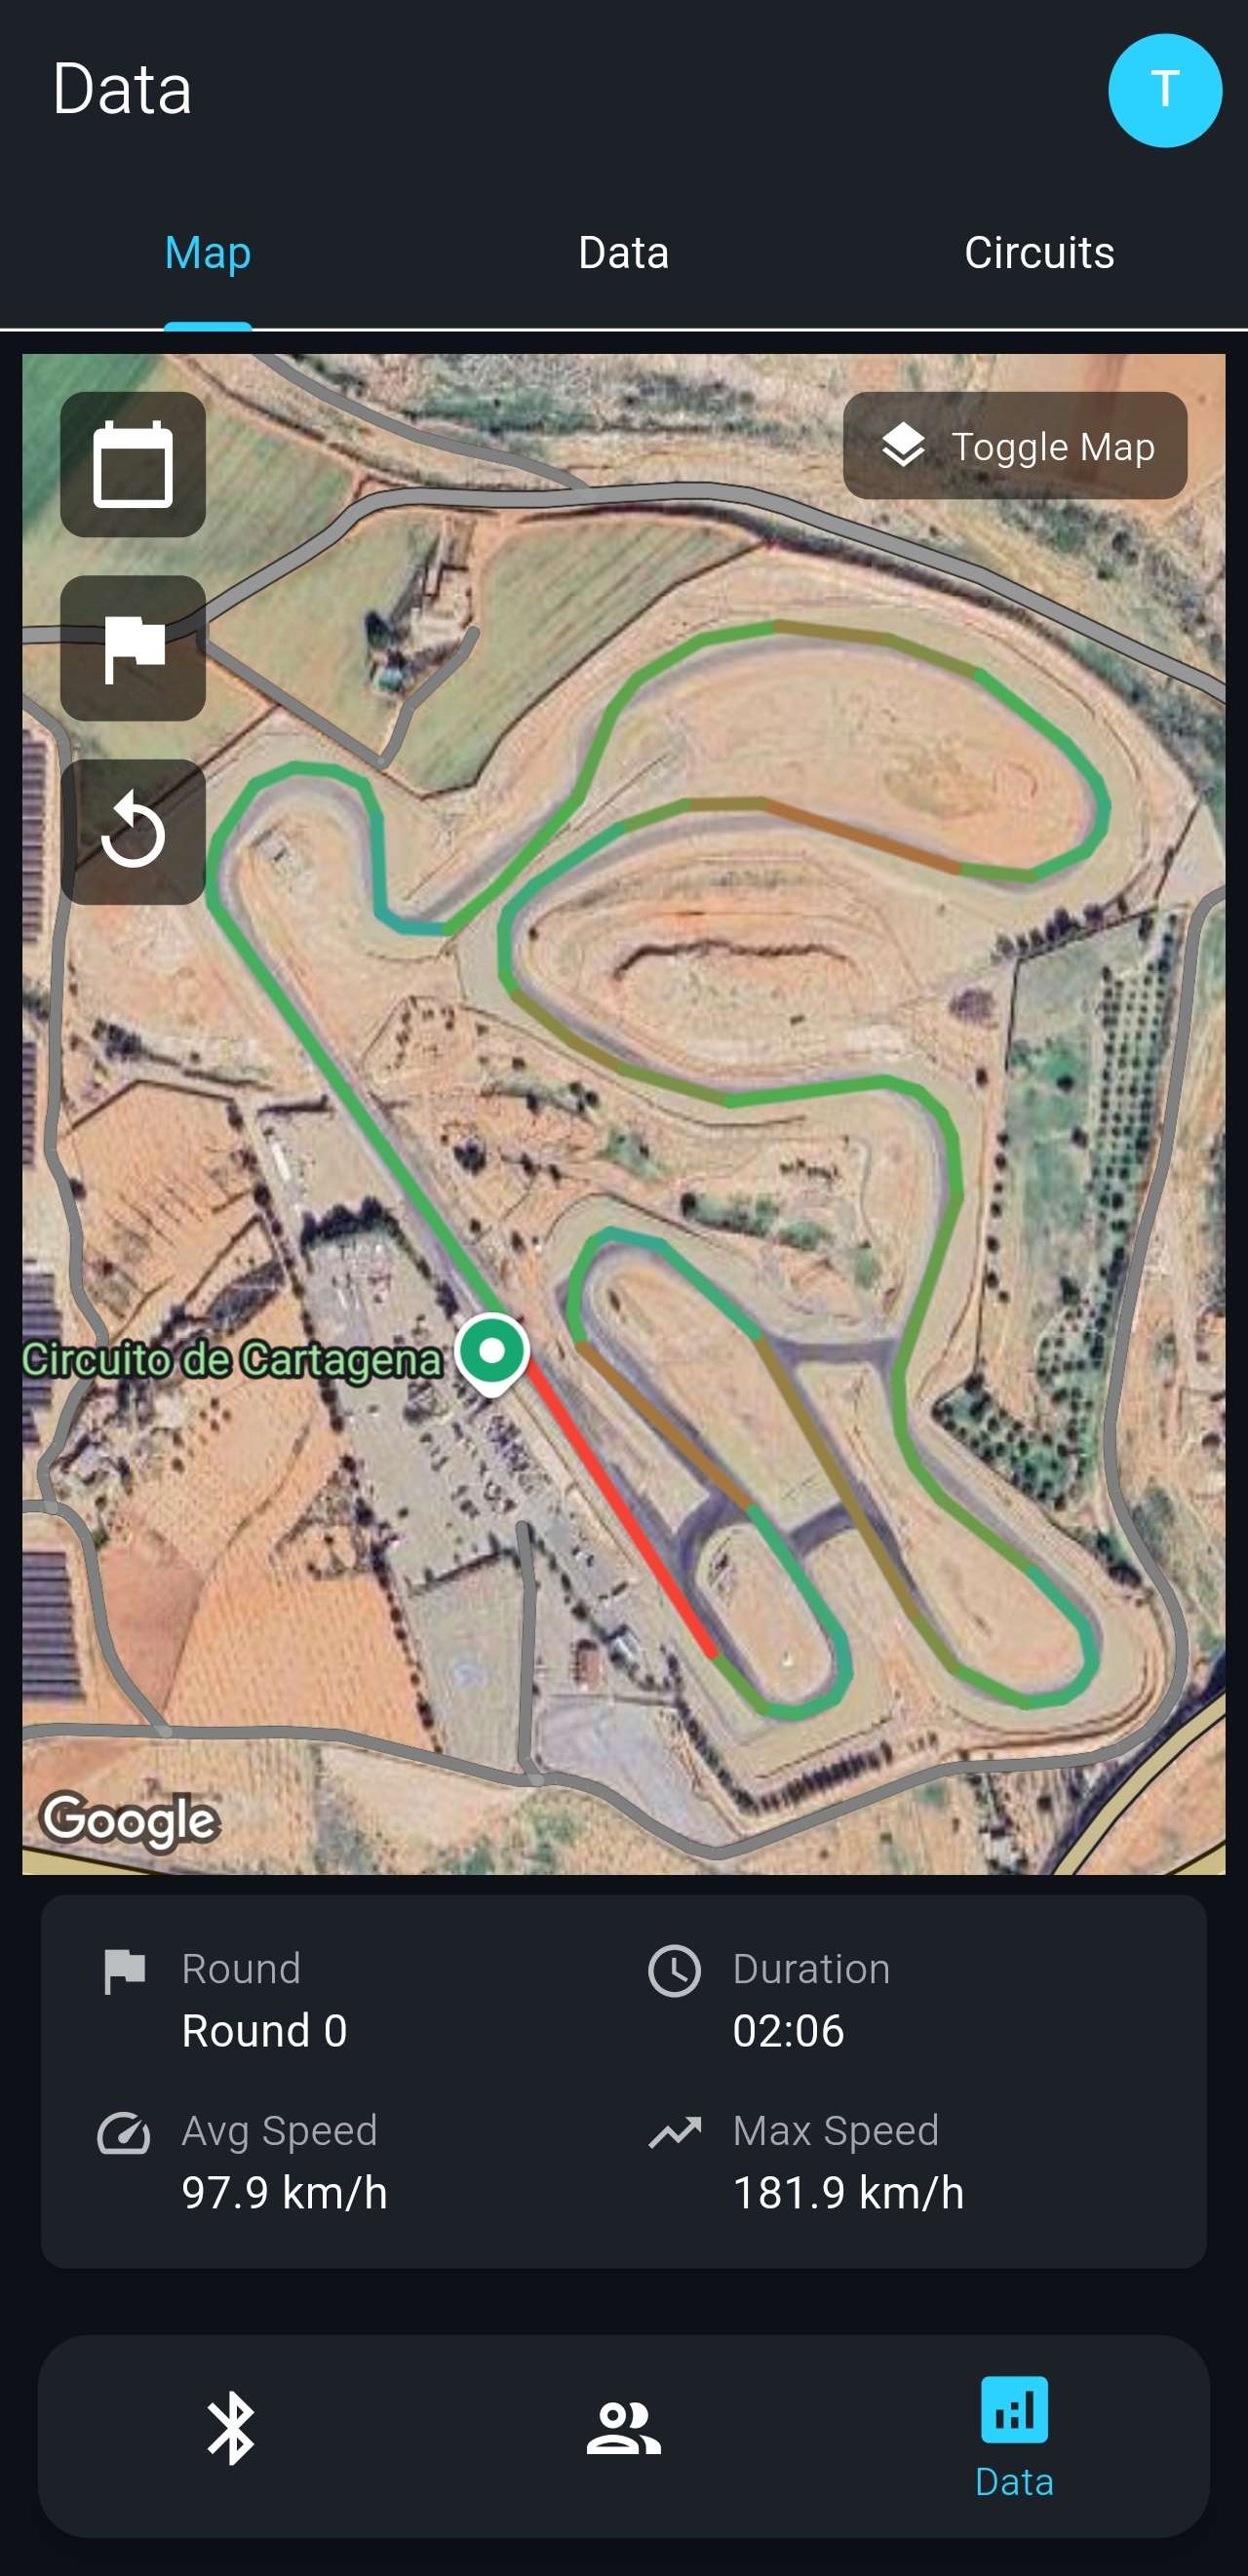 Data
T
Map
Data
Circuits
Toggle Map
Circuito de Cartagena
Google
Round
Round 0
Duration
02:06
Avg Speed
97.9 km/h
Max Speed
181.9 km/h
Data